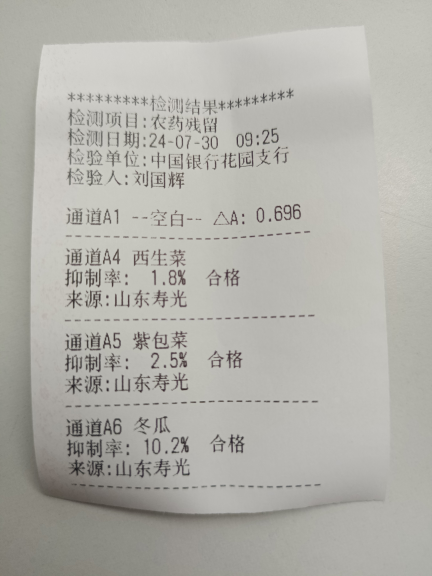 *********检测结果*********
检测项目:农药残留
检测日期:24-07-30 09:25
检验单位:中国银行花园支行
检验人:刘国辉
通道A1 --空白-- △A: 0.696
通道A4 西生菜
抑制率: 1.8% 合格
来源:山东寿光
通道A5 紫包菜
抑制率: 2.5% 合格
来源:山东寿光
通道A6 冬瓜
抑制率: 10.2% 合格
来源:山东寿光